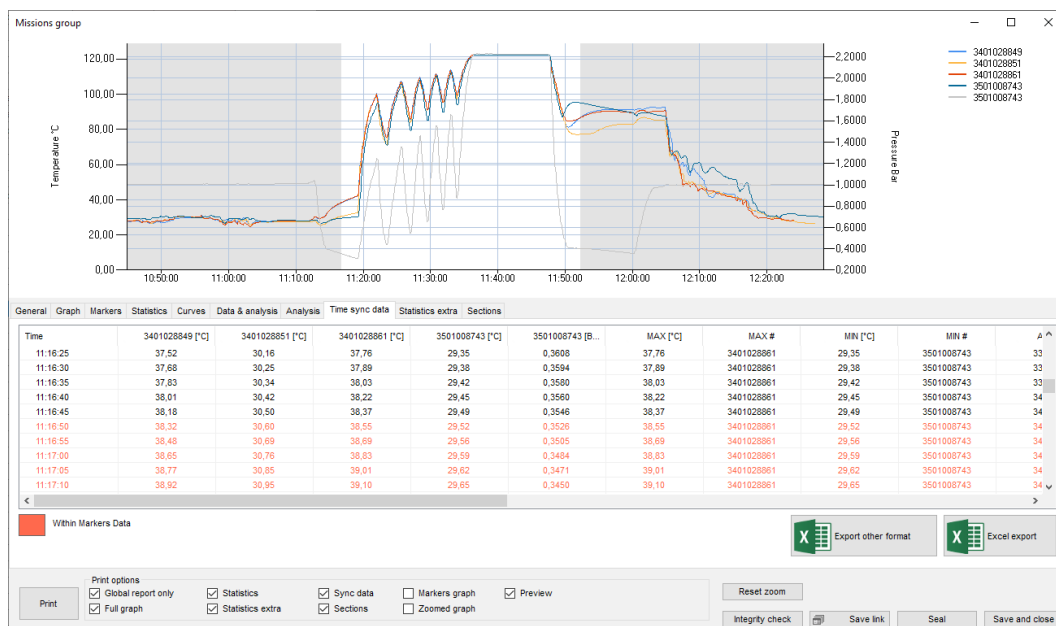 Missions group
120,00
100,00
80,00
60,00
40,00
20,00
0,00
Temperature °C
2,2000
2,0000
1,8000
1,6000
1,4000
1,2000
1,0000
0,8000
0,6000
0,4000
0,2000
Pressure Bar
10:50:00 11:00:00 11:10:00 11:20:00 11:30:00 11:40:00 11:50:00 12:00:00 12:10:00 12:20:00
3401028849
3401028851
3401028861
3501008743
3501008743
General Graph Markers Statistics Curves Data & analysis Analysis Time sync data Statistics extra Sections
Time 3401028849 [°C] 3401028851 [°C] 3401028861 [°C] 3501008743 [°C] 3501008743 [B... MAX [°C] MAX # MIN [°C] MIN # A
11:16:25 37,52 30,16 37,76 29,35 0,3608 37,76 3401028861 29,35 3501008743 33
11:16:30 37,68 30,25 37,89 29,38 0,3594 37,89 3401028861 29,38 3501008743 33
11:16:35 37,83 30,34 38,03 29,42 0,3580 38,03 3401028861 29,42 3501008743 33
11:16:40 38,01 30,42 38,22 29,45 0,3560 38,22 3401028861 29,45 3501008743 34
11:16:45 38,18 30,50 38,37 29,49 0,3546 38,37 3401028861 29,49 3501008743 34
11:16:50 38,32 30,60 38,55 29,52 0,3526 38,55 3401028861 29,52 3501008743 34
11:16:55 38,48 30,69 38,69 29,56 0,3505 38,69 3401028861 29,56 3501008743 34
11:17:00 38,65 30,76 38,83 29,59 0,3484 38,83 3401028861 29,59 3501008743 34
11:17:05 38,77 30,85 39,01 29,62 0,3471 39,01 3401028861 29,62 3501008743 34
11:17:10 38,92 30,95 39,10 29,65 0,3450 39,10 3401028861 29,65 3501008743 34
Within Markers Data
Export other format
Excel export
Print
Print options
Global report only Statistics Sync data Markers graph Preview
Full graph Statistics extra Sections Zoomed graph
Reset zoom
Integrity check Save link Seal Save and close